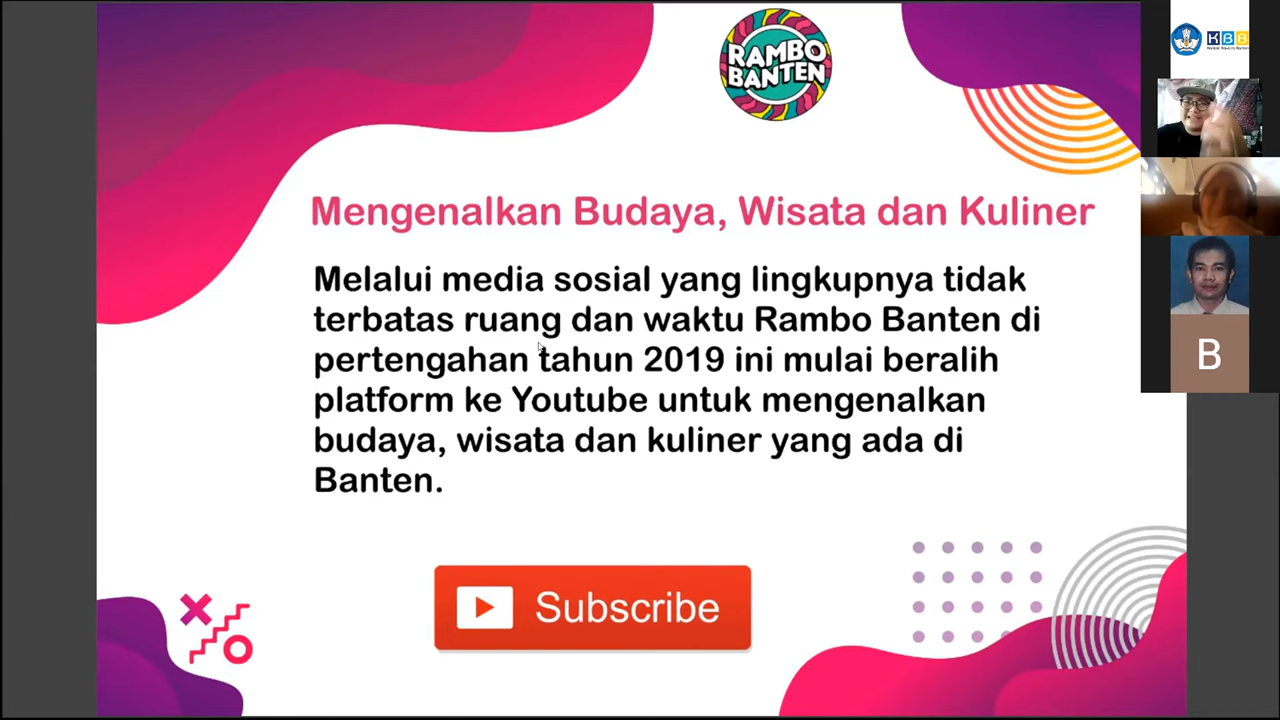 RAMBO
BANTEN
KBB
Mengenalkan Budaya, Wisata dan Kuliner
Melalui media sosial yang lingkupnya tidak
terbatas ruang dan waktu Rambo Banten di
pertengahan tahun 2019 ini mulai beralih
platform ke Youtube untuk mengenalkan
budaya, wisata dan kuliner yang ada di
Banten.
B
Subscribe